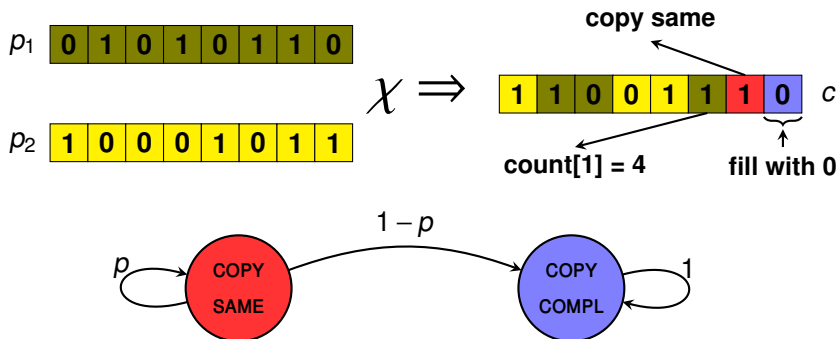 copy same
p1 0 1 0 1 0 1 1 0
χ ⇒
1 1 0 0 1 1 1 0 c
p2 1 0 0 0 1 0 1 1
count[1] = 4
fill with 0
1 − p
p
COPY
SAME
COPY
COMPL
1